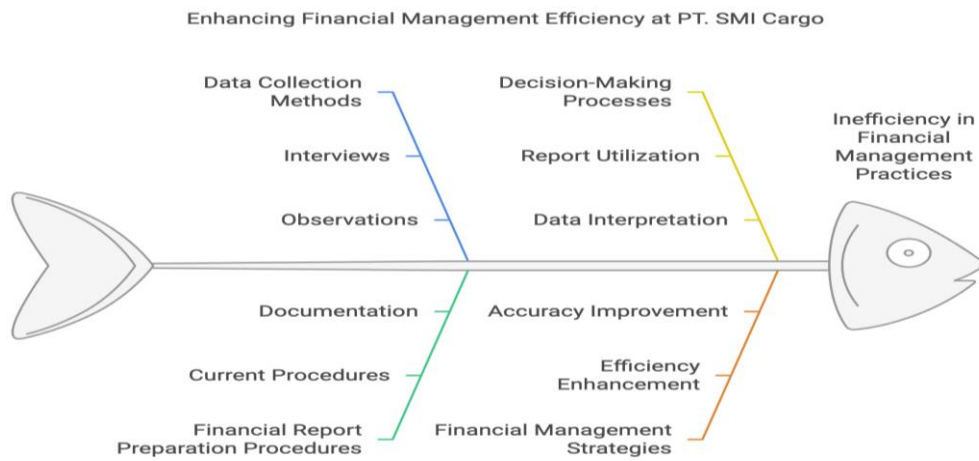 Enhancing Financial Management Efficiency at PT. SMI Cargo
Data Collection
Methods
Interviews
Observations
Decision-Making
Processes
Report Utilization
Data Interpretation
Inefficiency in
Financial
Management
Practices
Documentation
Current Procedures
Financial Report
Preparation Procedures
Accuracy Improvement
Efficiency
Enhancement
Financial Management
Strategies